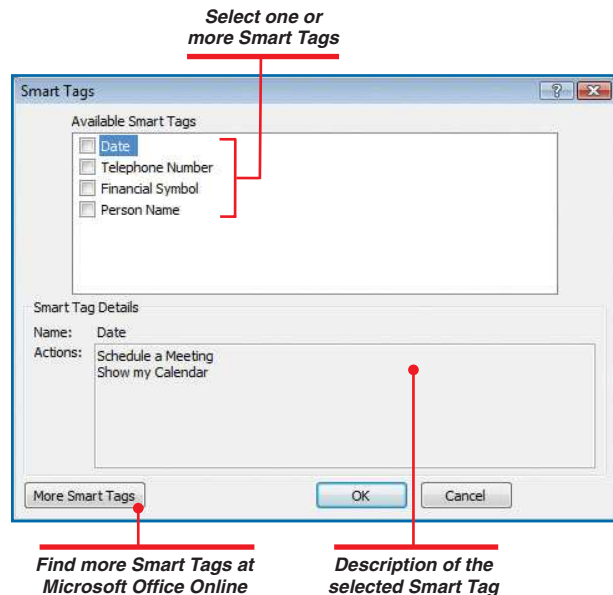 Select one or
more Smart Tags
Smart Tags
Available Smart Tags
Date
Telephone Number
Financial Symbol
Person Name
Smart Tag Details
Name: Date
Actions: Schedule a Meeting
Show my Calendar
More Smart Tags OK Cancel
Find more Smart Tags at
Microsoft Office Online
Description of the
selected Smart Tag